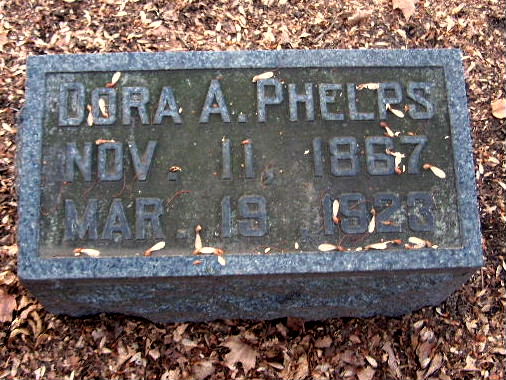 DORA A. PHELPS
NOV. 11, 1867
MAR. 19, 1923